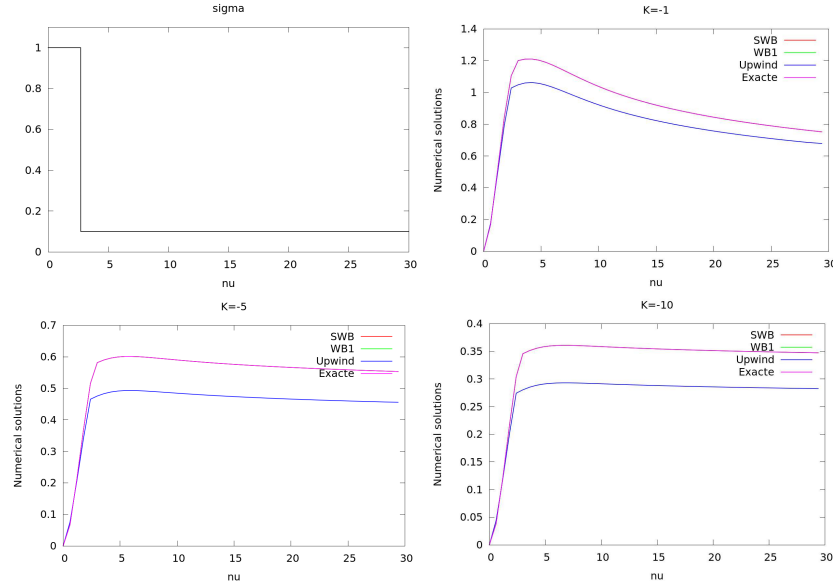 sigma
1
0.8
0.6
0.4
0.2
0
0 5 10 15 20 25 30
nu
K=-1
Numerical solutions
1.4
1.2
1
0.8
0.6
0.4
0.2
0
SWB
WB1
Upwind
Exacte
0 5 10 15 20 25 30
nu
K=-5
Numerical solutions
0.7
0.6
0.5
0.4
0.3
0.2
0.1
0
SWB
WB1
Upwind
Exacte
0 5 10 15 20 25 30
nu
K=-10
Numerical solutions
0.4
0.35
0.3
0.25
0.2
0.15
0.1
0.05
0
SWB
WB1
Upwind
Exacte
0 5 10 15 20 25 30
nu